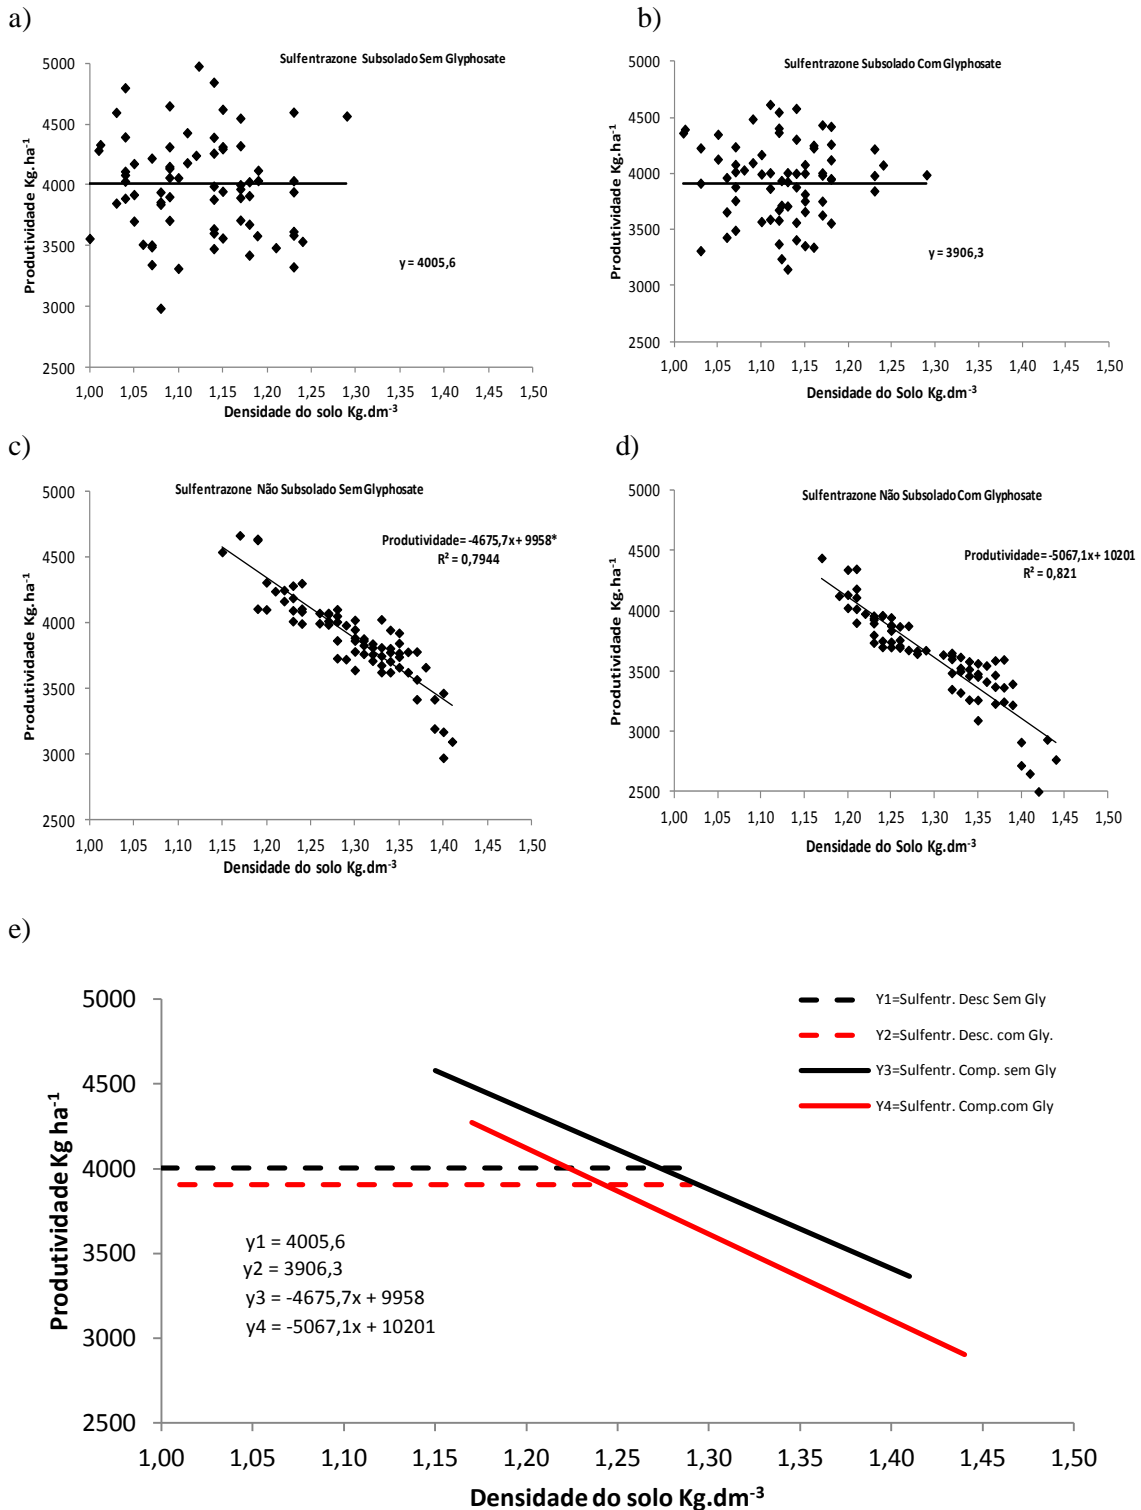 a)
Sulfentrazone Subsolado Sem Glyphosate
Produtividade Kg.ha-1
5000
4500
4000
3500
3000
2500
y = 4005,6
1,00 1,05 1,10 1,15 1,20 1,25 1,30 1,35 1,40 1,45 1,50
Densidade do solo Kg.dm-3
b)
Sulfentrazone Subsolado Com Glyphosate
Produtividade Kg.ha-1
5000
4500
4000
3500
3000
2500
y = 3906,3
1,00 1,05 1,10 1,15 1,20 1,25 1,30 1,35 1,40 1,45 1,50
Densidade do Solo Kg.dm-3
c)
Sulfentrazone Não Subsolado Sem Glyphosate
Produtividade Kg.ha-1
5000
4500
4000
3500
3000
2500
Produtividade= -4675,7x + 9958*
R² = 0,7944
1,00 1,05 1,10 1,15 1,20 1,25 1,30 1,35 1,40 1,45 1,50
Densidade do solo Kg.dm-3
d)
Sulfentrazone Não Subsolado Com Glyphosate
Produtividade Kg.ha-1
5000
4500
4000
3500
3000
2500
Produtividade = -5067,1x + 10201
R² = 0,821
1,00 1,05 1,10 1,15 1,20 1,25 1,30 1,35 1,40 1,45 1,50
Densidade do Solo Kg.dm-3
e)
Produtividade Kg ha-1
5000
4500
4000
3500
3000
2500
Y1=Sulfentr. Desc Sem Gly
Y2=Sulfentr. Desc. com Gly.
Y3=Sulfentr. Comp. sem Gly
Y4=Sulfentr. Comp.com Gly
y1 = 4005,6
y2 = 3906,3
y3 = -4675,7x + 9958
y4 = -5067,1x + 10201
1,00 1,05 1,10 1,15 1,20 1,25 1,30 1,35 1,40 1,45 1,50
Densidade do solo Kg.dm-3